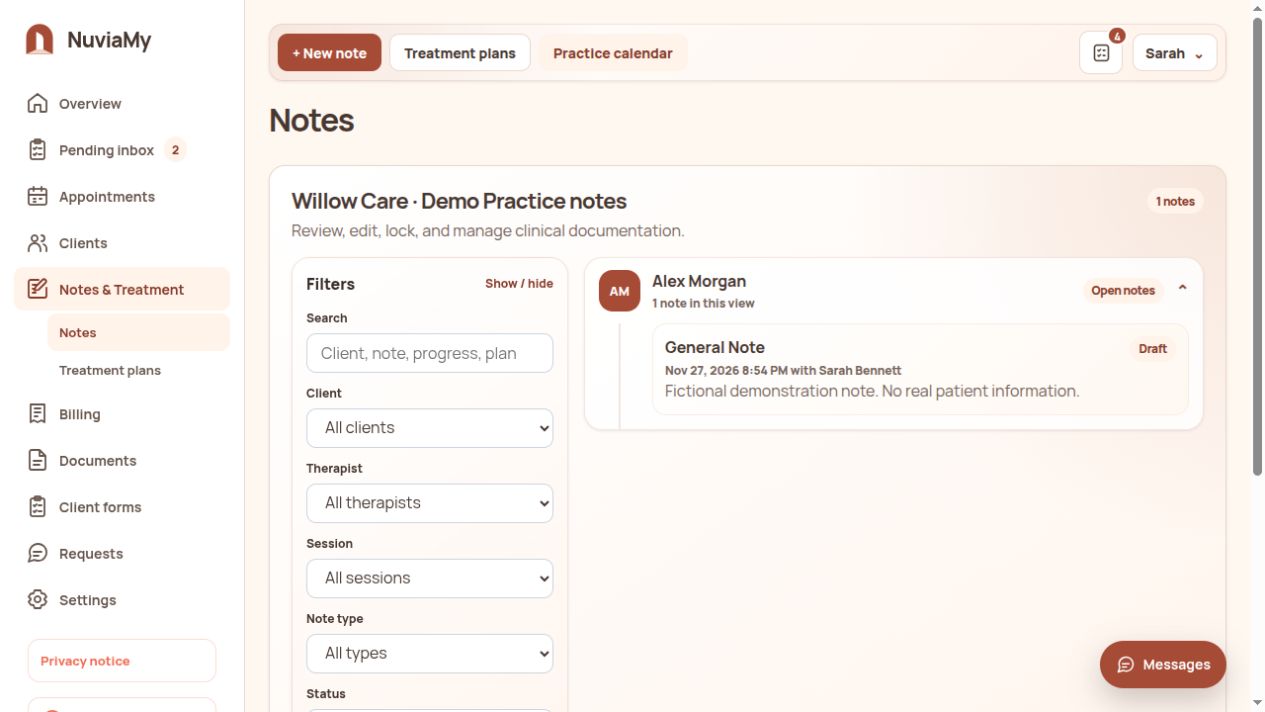 NuviaMy
Overview
Pending inbox 2
Appointments
Clients
Notes & Treatment
Notes
Treatment plans
Billing
Documents
Client forms
Requests
Settings
Privacy notice
+ New note
Treatment plans
Practice calendar
4
Sarah
Notes
Willow Care · Demo Practice notes
1 notes
Review, edit, lock, and manage clinical documentation.
Filters
Show / hide
Search
Client, note, progress, plan
Client
All clients
Therapist
All therapists
Session
All sessions
Note type
All types
Status
AM
Alex Morgan
1 note in this view
Open notes
General Note
Draft
Nov 27, 2026 8:54 PM with Sarah Bennett
Fictional demonstration note. No real patient information.
Messages